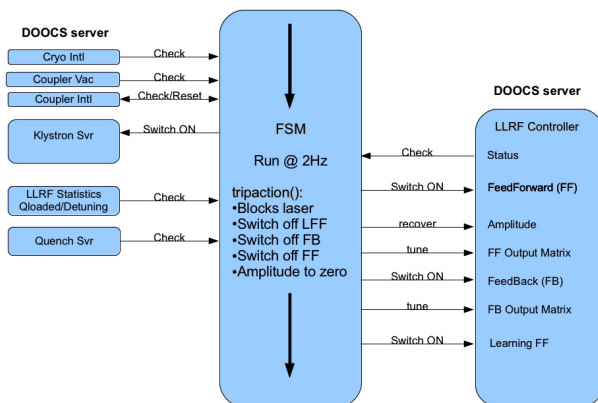 DOOCS server
Cryo Intl
Check
Coupler Vac
Check
Coupler Intl
Check/Reset
Klystron Svr
Switch ON
LLRF Statistics
Qloaded/Detuning
Check
Quench Svr
Check
FSM
Run @ 2Hz
tripaction():
•Blocks laser
•Switch off LFF
•Switch off FB
•Switch off FF
•Amplitude to zero
DOOCS server
LLRF Controller
Check
Status
Switch ON
FeedForward (FF)
recover
Amplitude
tune
FF Output Matrix
Switch ON
FeedBack (FB)
tune
FB Output Matrix
Switch ON
Learning FF